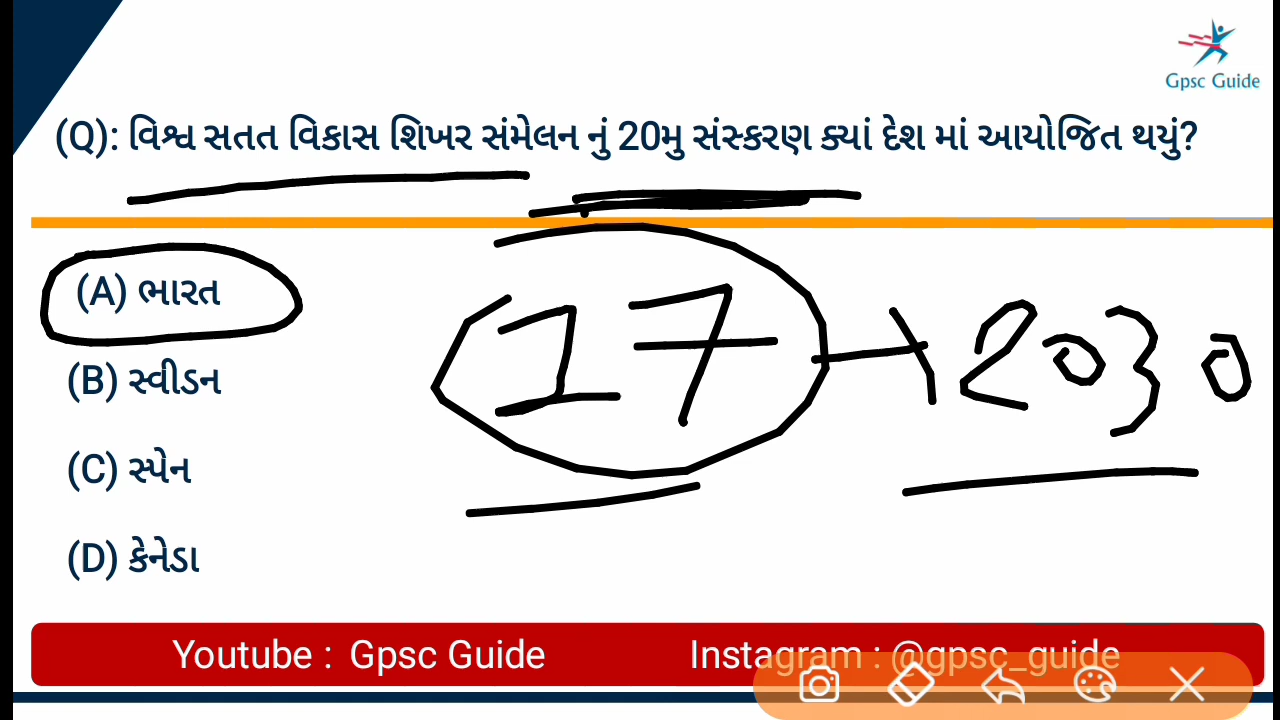 Gpsc Guide
(Q): વિશ્વ સતત વિકાસ શિખર સંમેલન નું 20મુ સંસ્કરણ ક્યાં દેશ માં આયોજિત થયું?
(A) ભારત
17 2030
(B) સ્વીડન
(C) સ્પેન
(D) કેનેડા
Youtube : Gpsc Guide Instagram : @gpsc_guide